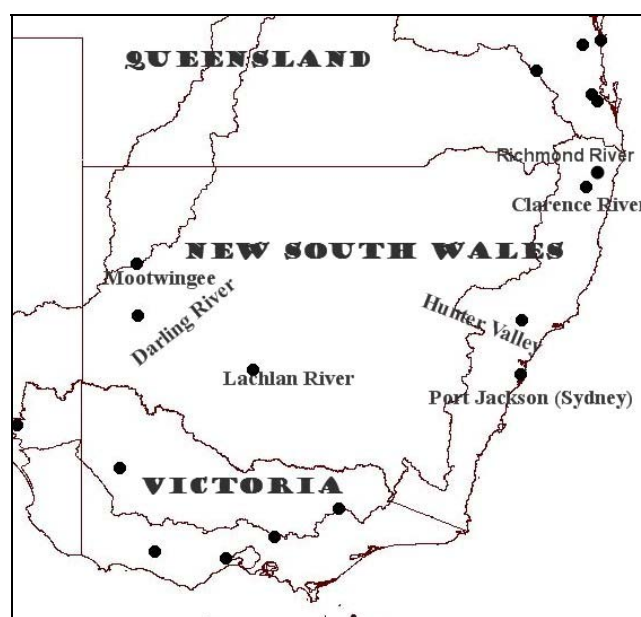 QUEENSLAND
Richmond River
Clarence River
NEW SOUTH WALES
Mootwingee
Darling River
Hunter Valley
Lachlan River
Port Jackson (Sydney)
VICTORIA